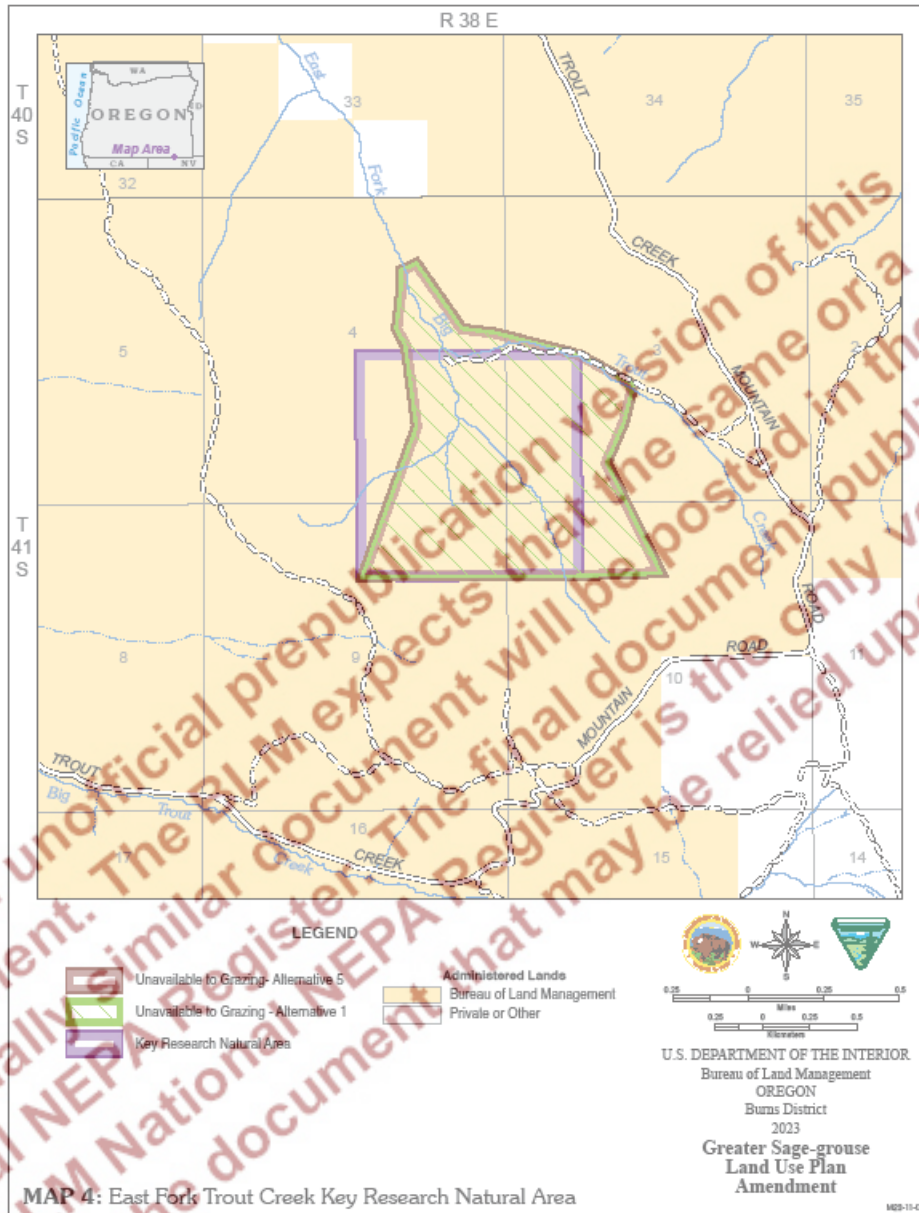 R 38 E
T
40
S
WA
OREGON
Pacific Ocean
Map Area
CA
NV
East
Fork
33
TROUT
34
35
32
CREEK
4
Big
5
3
2
Trout
MOUNTAIN
T
41
S
Creek
ROAD
8
9
ROAD
11
10
MOUNTAIN
TROUT
Big
Trout
16
CREEK
17
Creek
15
14
unofficial prepublication version of this
The BLM expects that the same or a
similar document will be posted in the
NEPA Register. The final document
National NEPA Register is the only
document that may be relied
LEGEND
Unavailable to Grazing- Alternative 5
Unavailable to Grazing - Alternative 1
Key Research Natural Area
Administered Lands
Bureau of Land Management
Private or Other
N
W
E
S
0.25 0 0.5
Miles
0.25 0 0.5
Kilometers
U.S. DEPARTMENT OF THE INTERIOR
Bureau of Land Management
OREGON
Burns District
2023
Greater Sage-grouse
Land Use Plan
Amendment
MAP 4: East Fork Trout Creek Key Research Natural Area